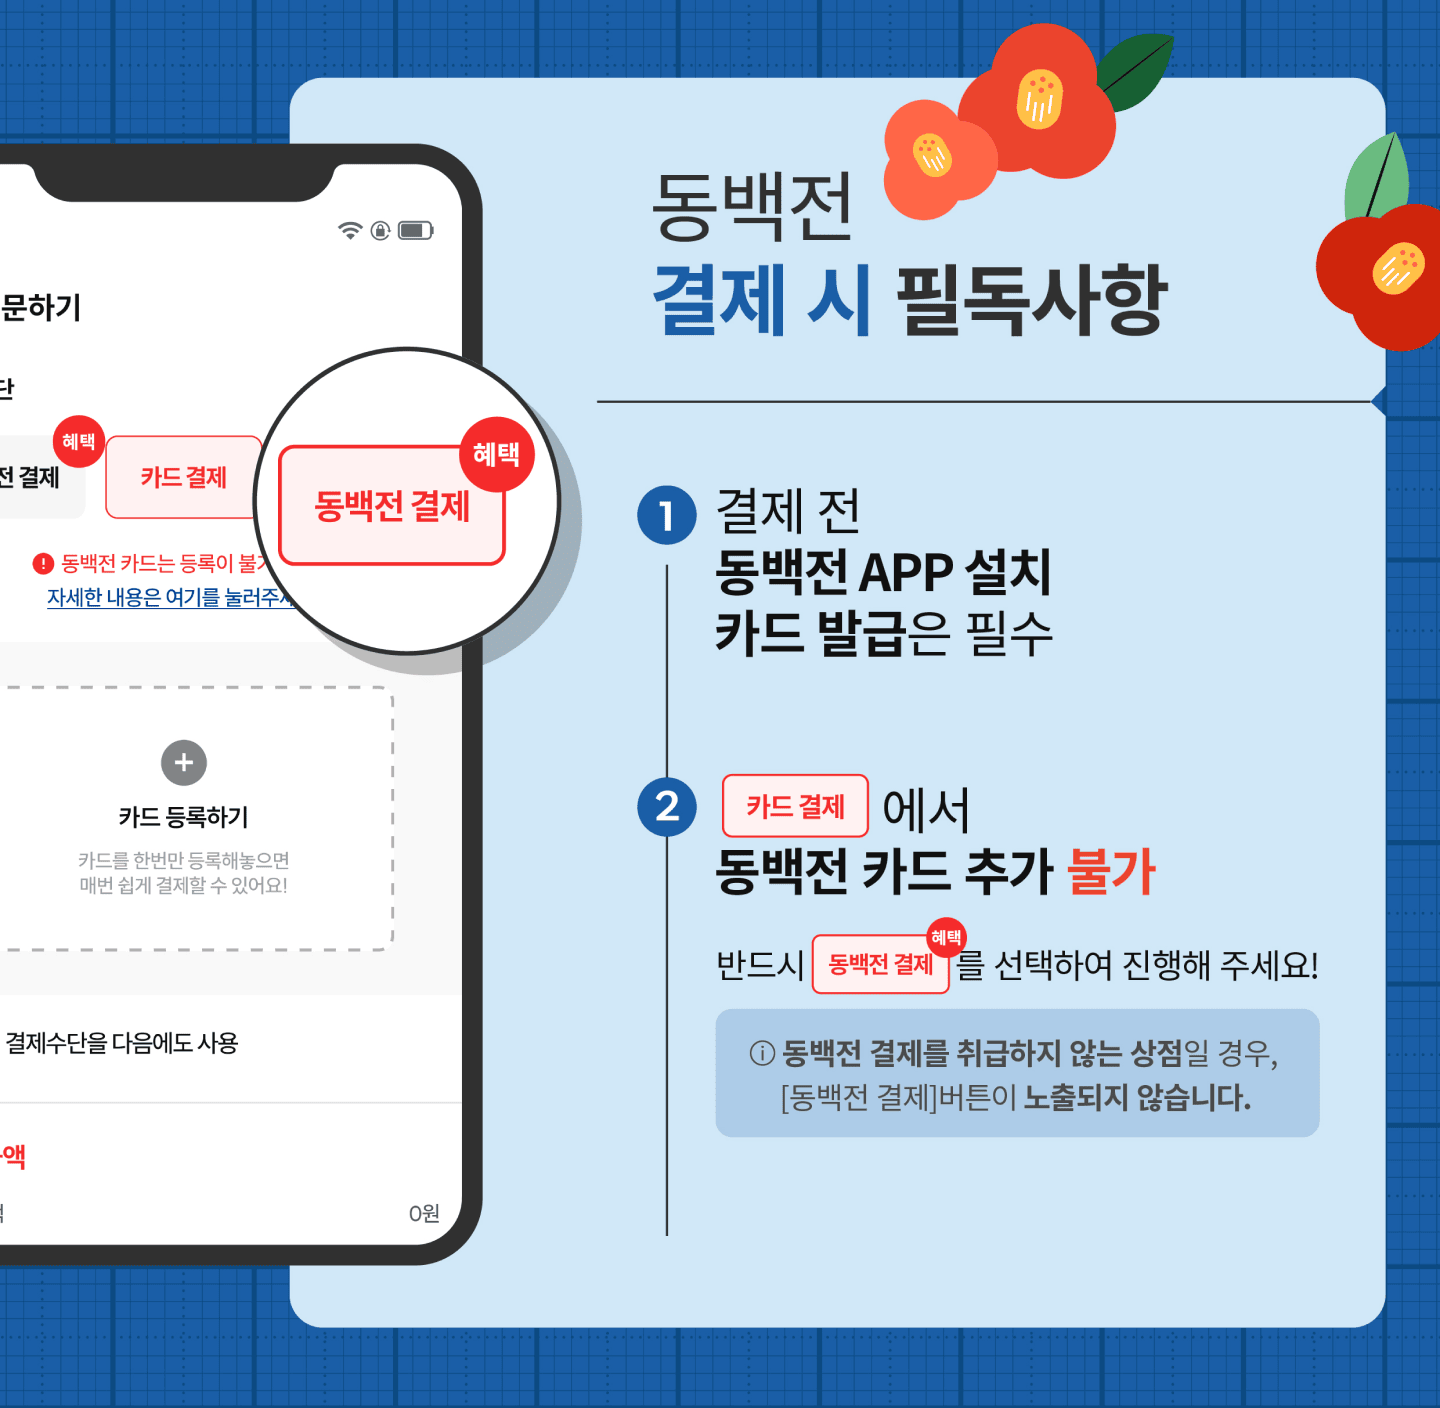 동백전
결제 시 필독사항
문하기
단
혜택
전 결제
카드 결제
혜택
동백전 결제
동백전 카드는 등록이 불가
자세한 내용은 여기를 눌러주세
카드 등록하기
카드를 한번만 등록해놓으면
매번 쉽게 결제할 수 있어요!
결제수단을 다음에도 사용
액
0원
1 결제 전
동백전 APP 설치
카드 발급은 필수
2 카드 결제 에서
동백전 카드 추가 불가
혜택
반드시 동백전 결제 를 선택하여 진행해 주세요!
ⓘ 동백전 결제를 취급하지 않는 상점일 경우,
[동백전 결제]버튼이 노출되지 않습니다.